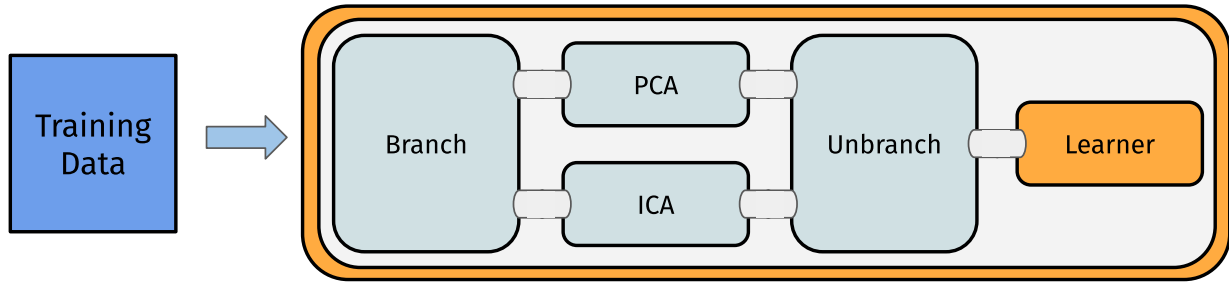 Training
Data
Branch
PCA
ICA
Unbranch
Learner